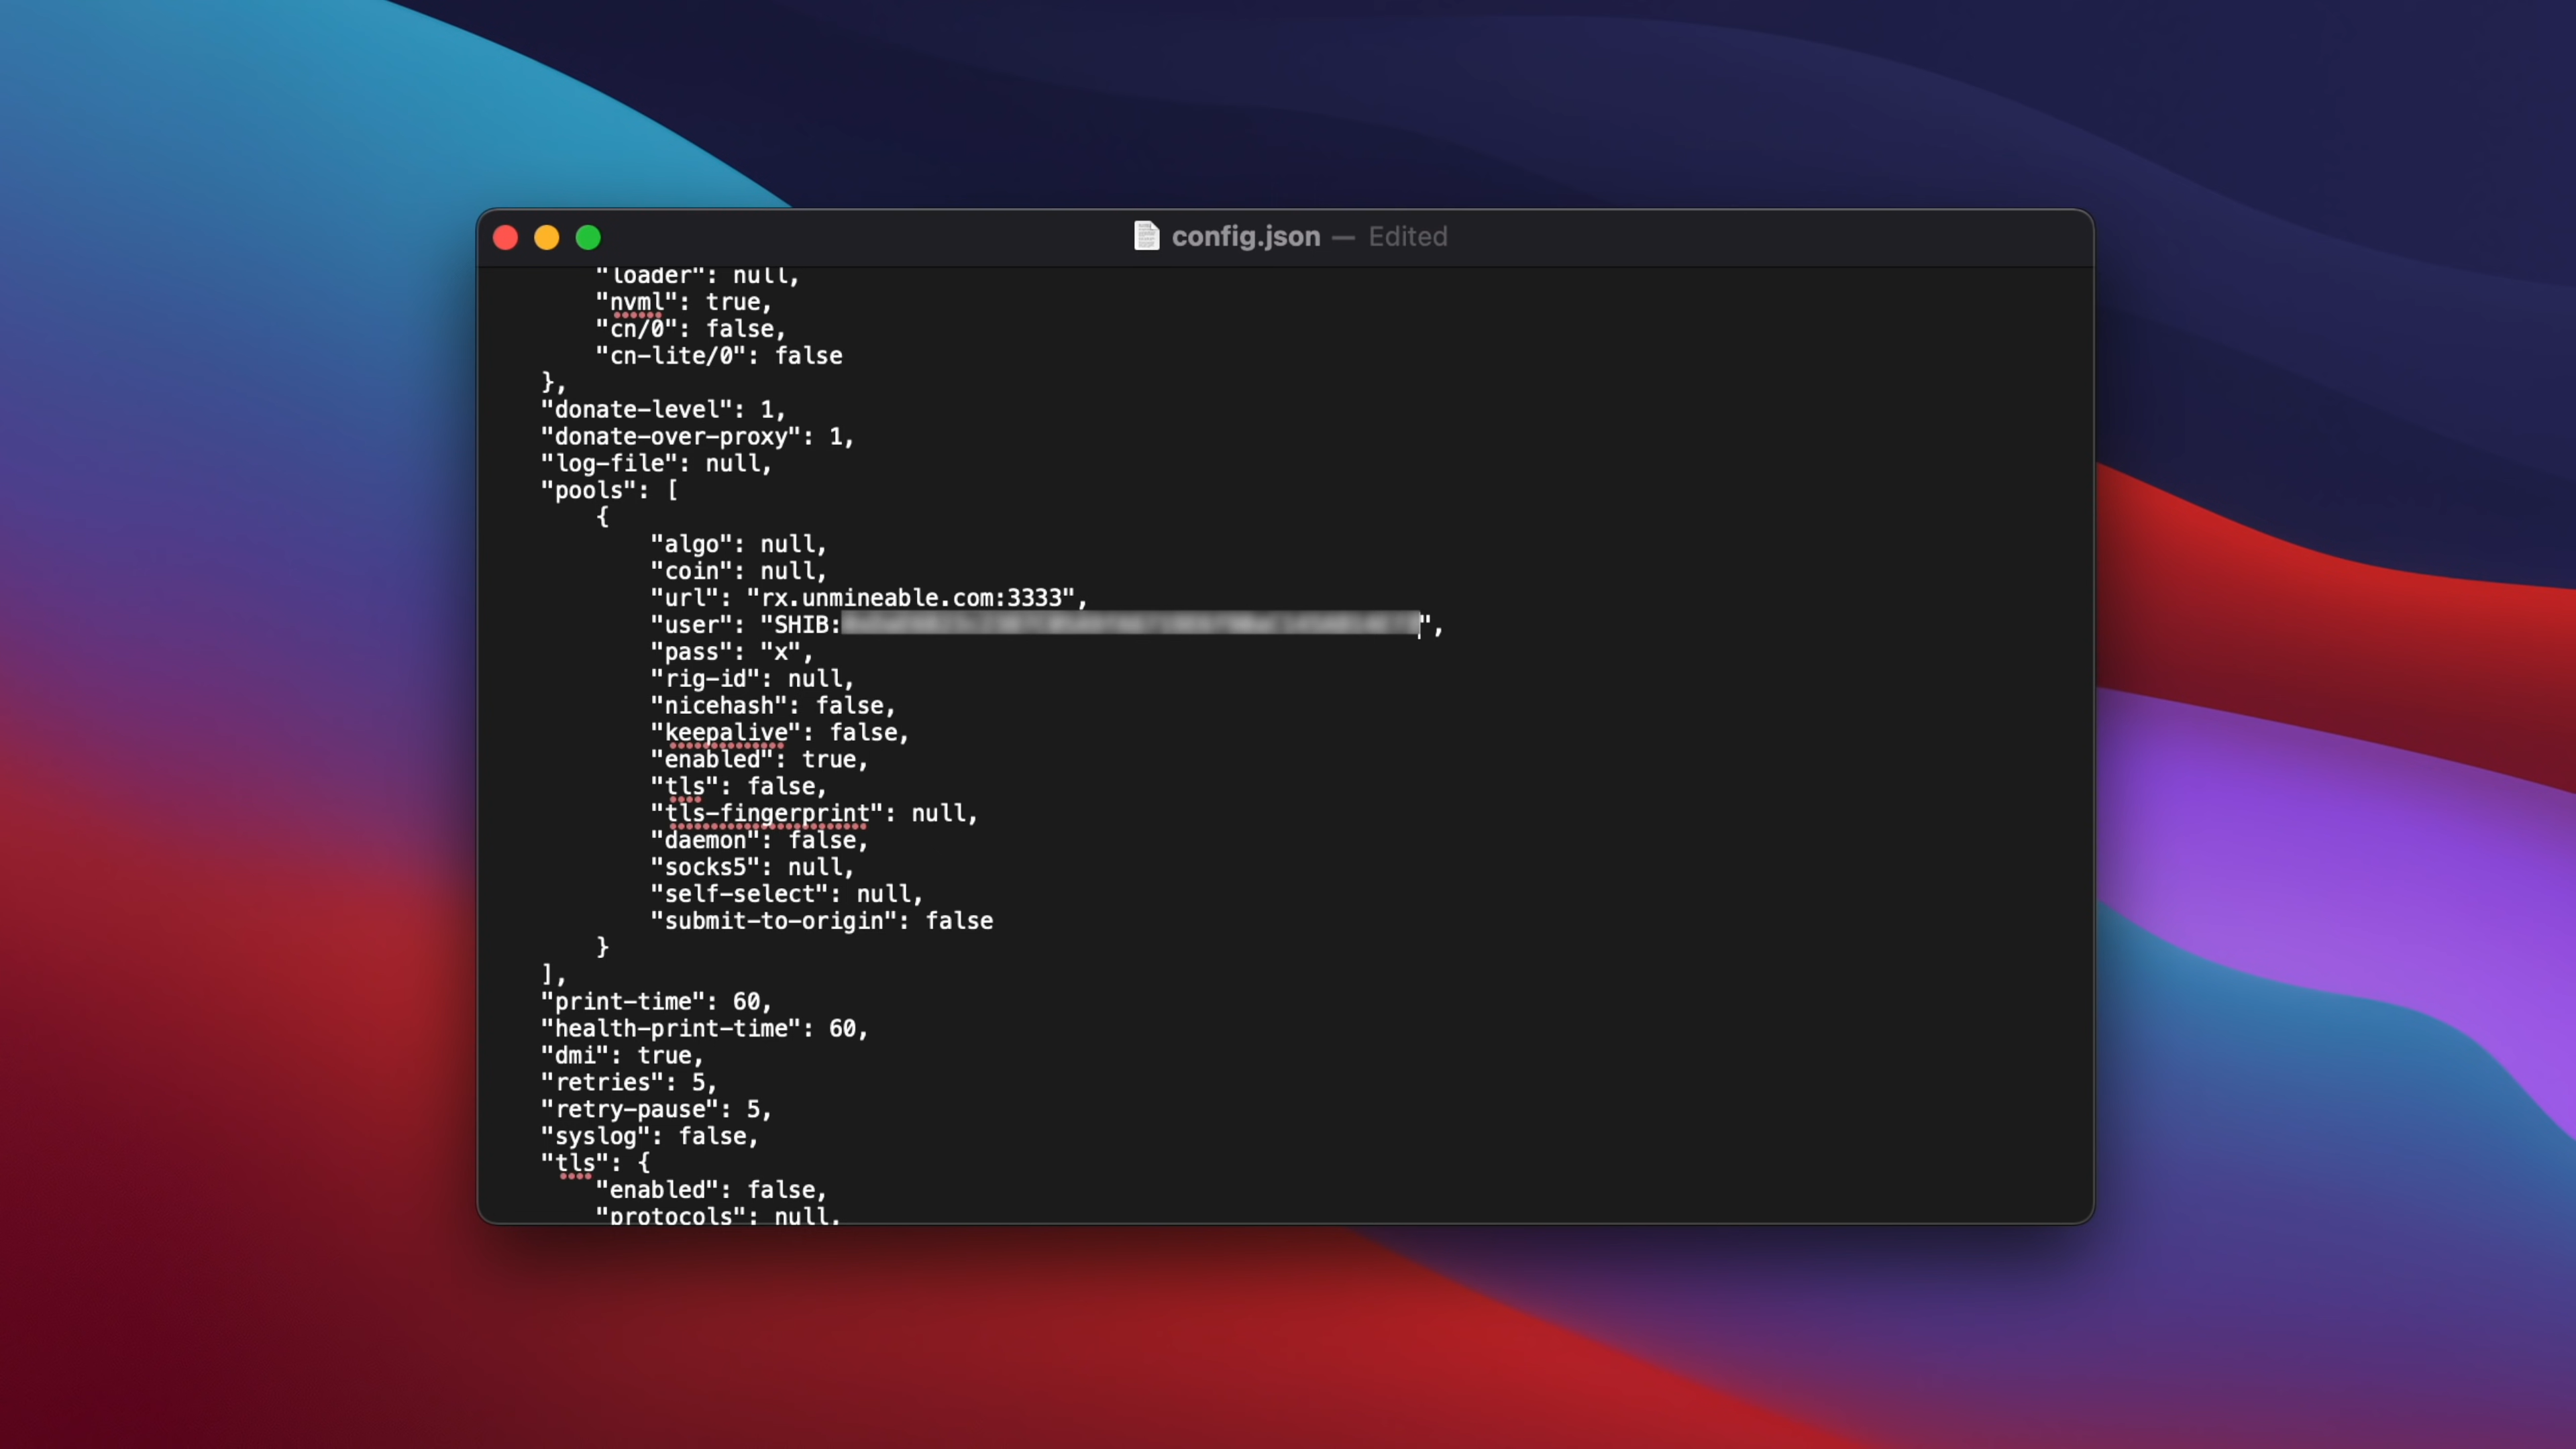 config.json — Edited
"loader": null,
"nvml": true,
"cn/0": false,
"cn-lite/0": false
},
"donate-level": 1,
"donate-over-proxy": 1,
"log-file": null,
"pools": [
{
"algo": null,
"coin": null,
"url": "rx.unmineable.com:3333",
"user": "SHIB:",
"pass": "x",
"rig-id": null,
"nicehash": false,
"keepalive": false,
"enabled": true,
"tls": false,
"tls-fingerprint": null,
"daemon": false,
"socks5": null,
"self-select": null,
"submit-to-origin": false
}
],
"print-time": 60,
"health-print-time": 60,
"dmi": true,
"retries": 5,
"retry-pause": 5,
"syslog": false,
"tls": {
"enabled": false,
"protocols": null,